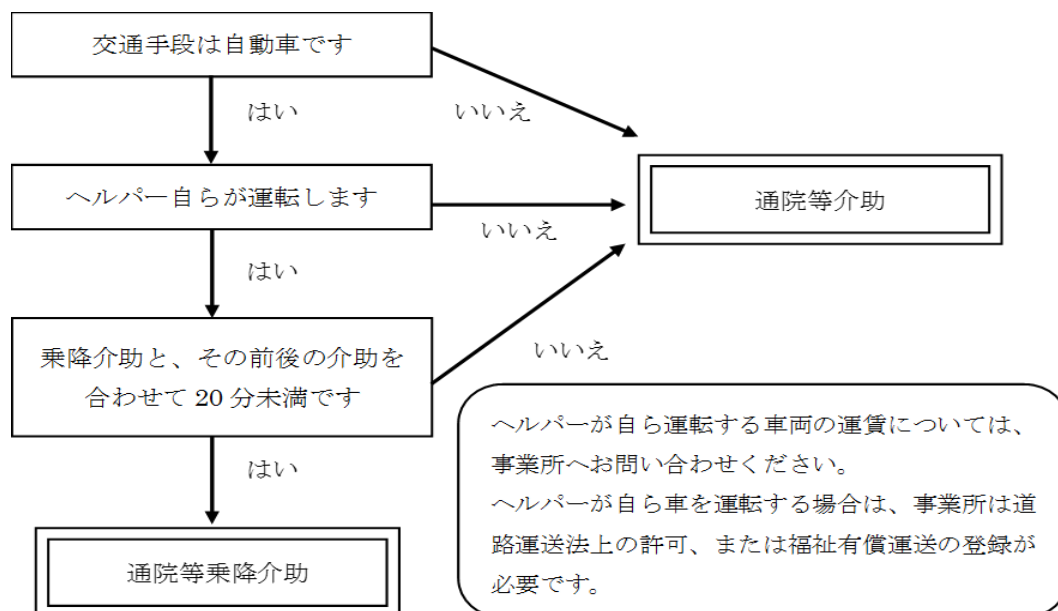 交通手段は自動車です
はい
いいえ
ヘルパー自らが運転します
通院等介助
いいえ
はい
乗降介助と、その前後の介助を
合わせて 20 分未満です
いいえ
はい
通院等乗降介助
ヘルパーが自ら運転する車両の運賃については、
事業所へお問い合わせください。
ヘルパーが自ら車を運転する場合は、事業所は道
路運送法上の許可、または福祉有償運送の登録が
必要です。